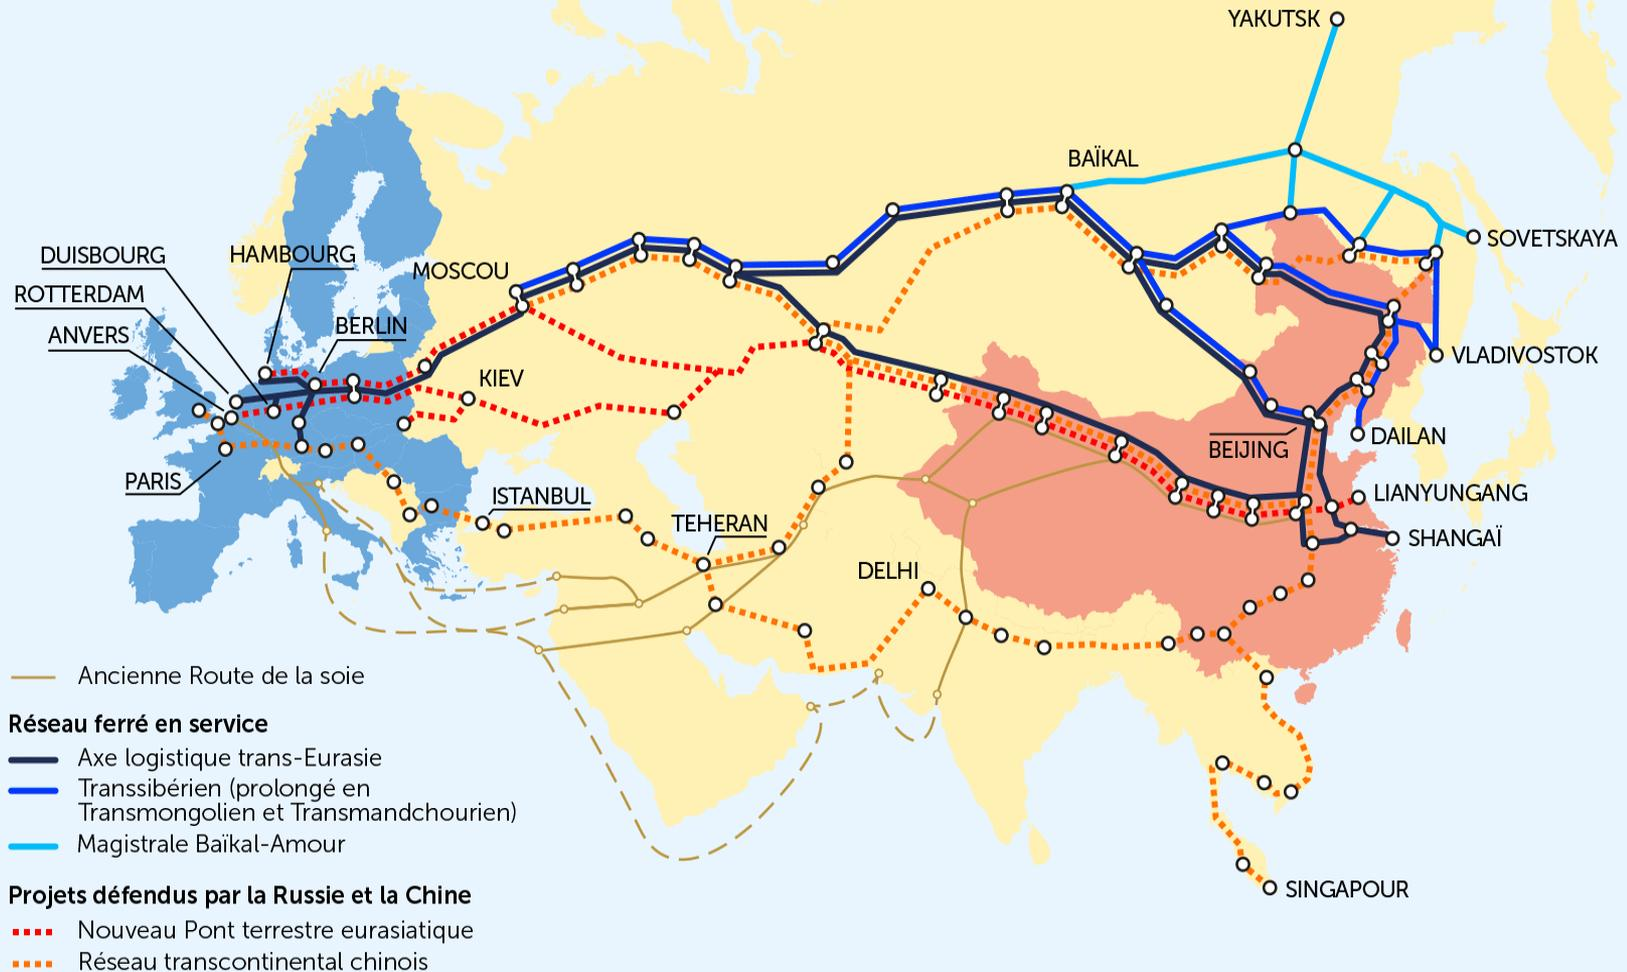 YAKUTSK
BAÏKAL
DUISBOURG
HAMBOURG
SOVETSKAYA
MOSCOU
ROTTERDAM
BERLIN
ANVERS
VLADIVOSTOK
KIEV
DAILAN
BEIJING
PARIS
ISTANBUL
LIANYUNGANG
TEHERAN
SHANGAÏ
DELHI
Ancienne Route de la soie
Réseau ferré en service
Axe logistique trans-Eurasie
Transsibérien (prolongé en
Transmongolien et Transmandchourien)
Magistrale Baïkal-Amour
Projets défendus par la Russie et la Chine
SINGAPOUR
Nouveau Pont terrestre eurasiatique
Réseau transcontinental chinois